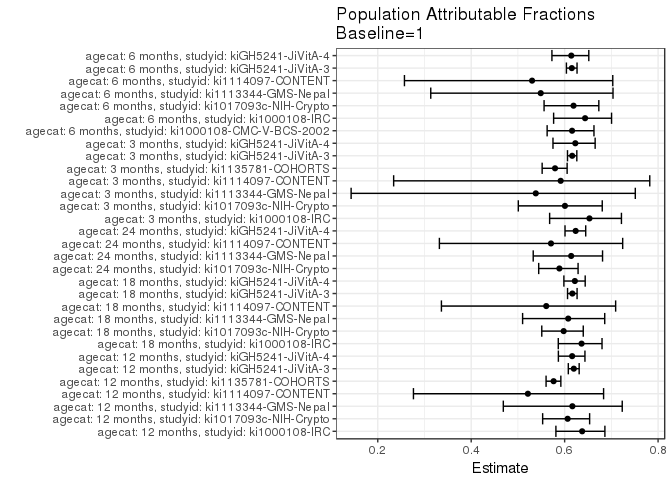 Population Attributable Fractions
Baseline=1
agecat: 6 months, studyid: kiGH5241-JiVitA-4
agecat: 6 months, studyid: kiGH5241-JiVitA-3
agecat: 6 months, studyid: ki1114097-CONTENT
agecat: 6 months, studyid: ki1113344-GMS-Nepal
agecat: 6 months, studyid: ki1017093c-NIH-Crypto
agecat: 6 months, studyid: ki1000108-IRC
agecat: 6 months, studyid: ki1000108-CMC-V-BCS-2002
agecat: 3 months, studyid: kiGH5241-JiVitA-4
agecat: 3 months, studyid: kiGH5241-JiVitA-3
agecat: 3 months, studyid: ki1135781-COHORTS
agecat: 3 months, studyid: ki1114097-CONTENT
agecat: 3 months, studyid: ki1113344-GMS-Nepal
agecat: 3 months, studyid: ki1017093c-NIH-Crypto
agecat: 3 months, studyid: ki1000108-IRC
agecat: 24 months, studyid: kiGH5241-JiVitA-4
agecat: 24 months, studyid: ki1114097-CONTENT
agecat: 24 months, studyid: ki1113344-GMS-Nepal
agecat: 24 months, studyid: ki1017093c-NIH-Crypto
agecat: 18 months, studyid: kiGH5241-JiVitA-4
agecat: 18 months, studyid: kiGH5241-JiVitA-3
agecat: 18 months, studyid: ki1114097-CONTENT
agecat: 18 months, studyid: ki1113344-GMS-Nepal
agecat: 18 months, studyid: ki1017093c-NIH-Crypto
agecat: 18 months, studyid: ki1000108-IRC
agecat: 12 months, studyid: kiGH5241-JiVitA-4
agecat: 12 months, studyid: kiGH5241-JiVitA-3
agecat: 12 months, studyid: ki1135781-COHORTS
agecat: 12 months, studyid: ki1114097-CONTENT
agecat: 12 months, studyid: ki1113344-GMS-Nepal
agecat: 12 months, studyid: ki1017093c-NIH-Crypto
agecat: 12 months, studyid: ki1000108-IRC
0.2 0.4 0.6 0.8
Estimate